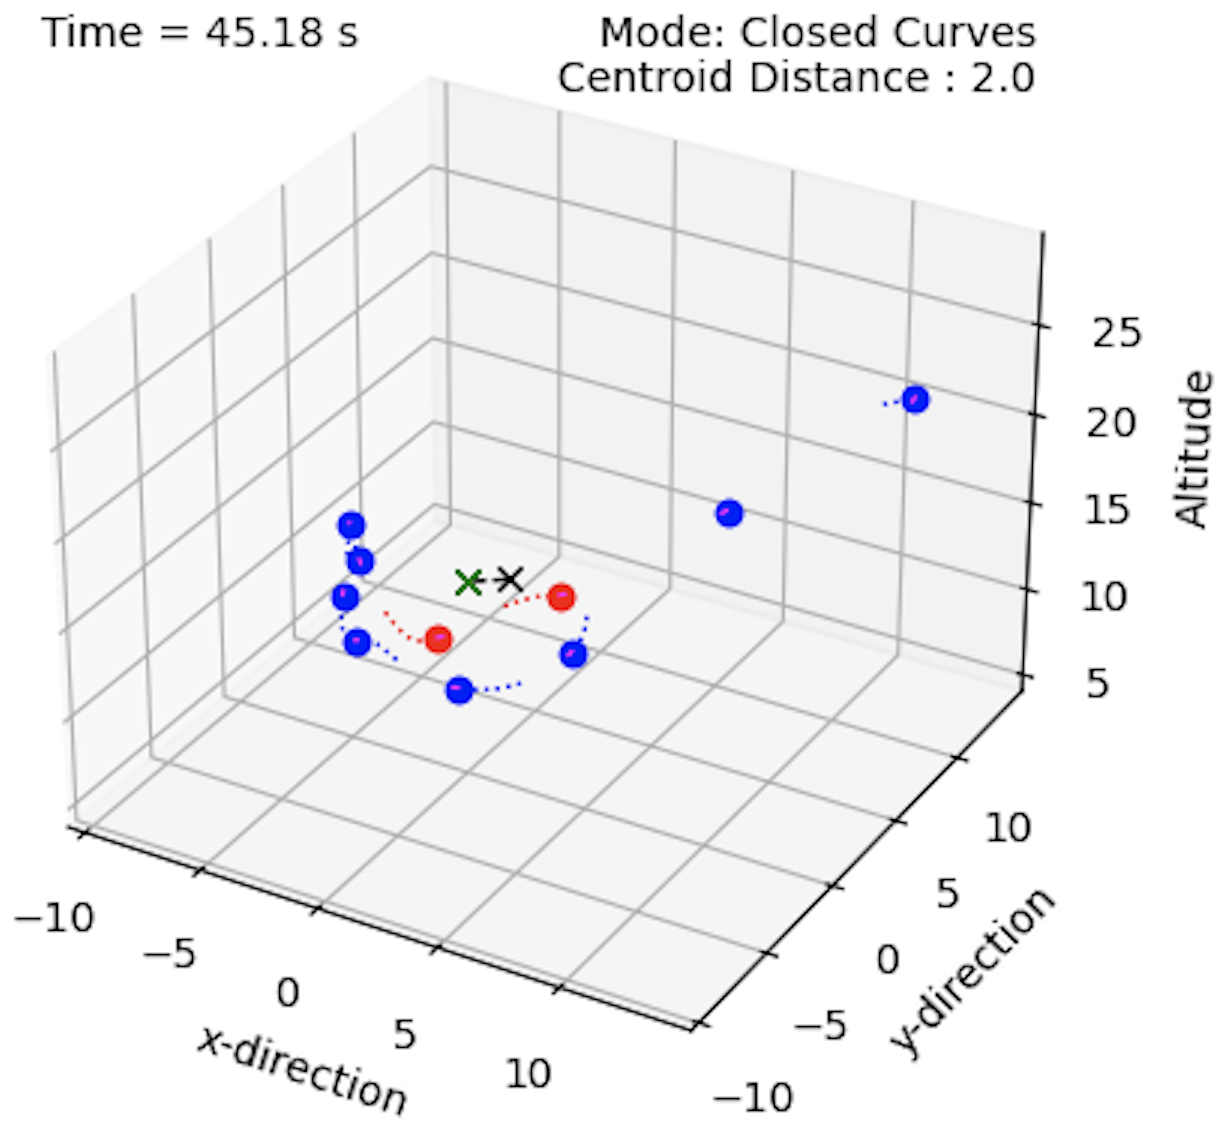 Time = 45.18 s
Mode: Closed Curves
Centroid Distance : 2.0
25
20
15
10
5
Altitude
−10
−5
0
5
10
x-direction
10
5
0
−5
−10
y-direction